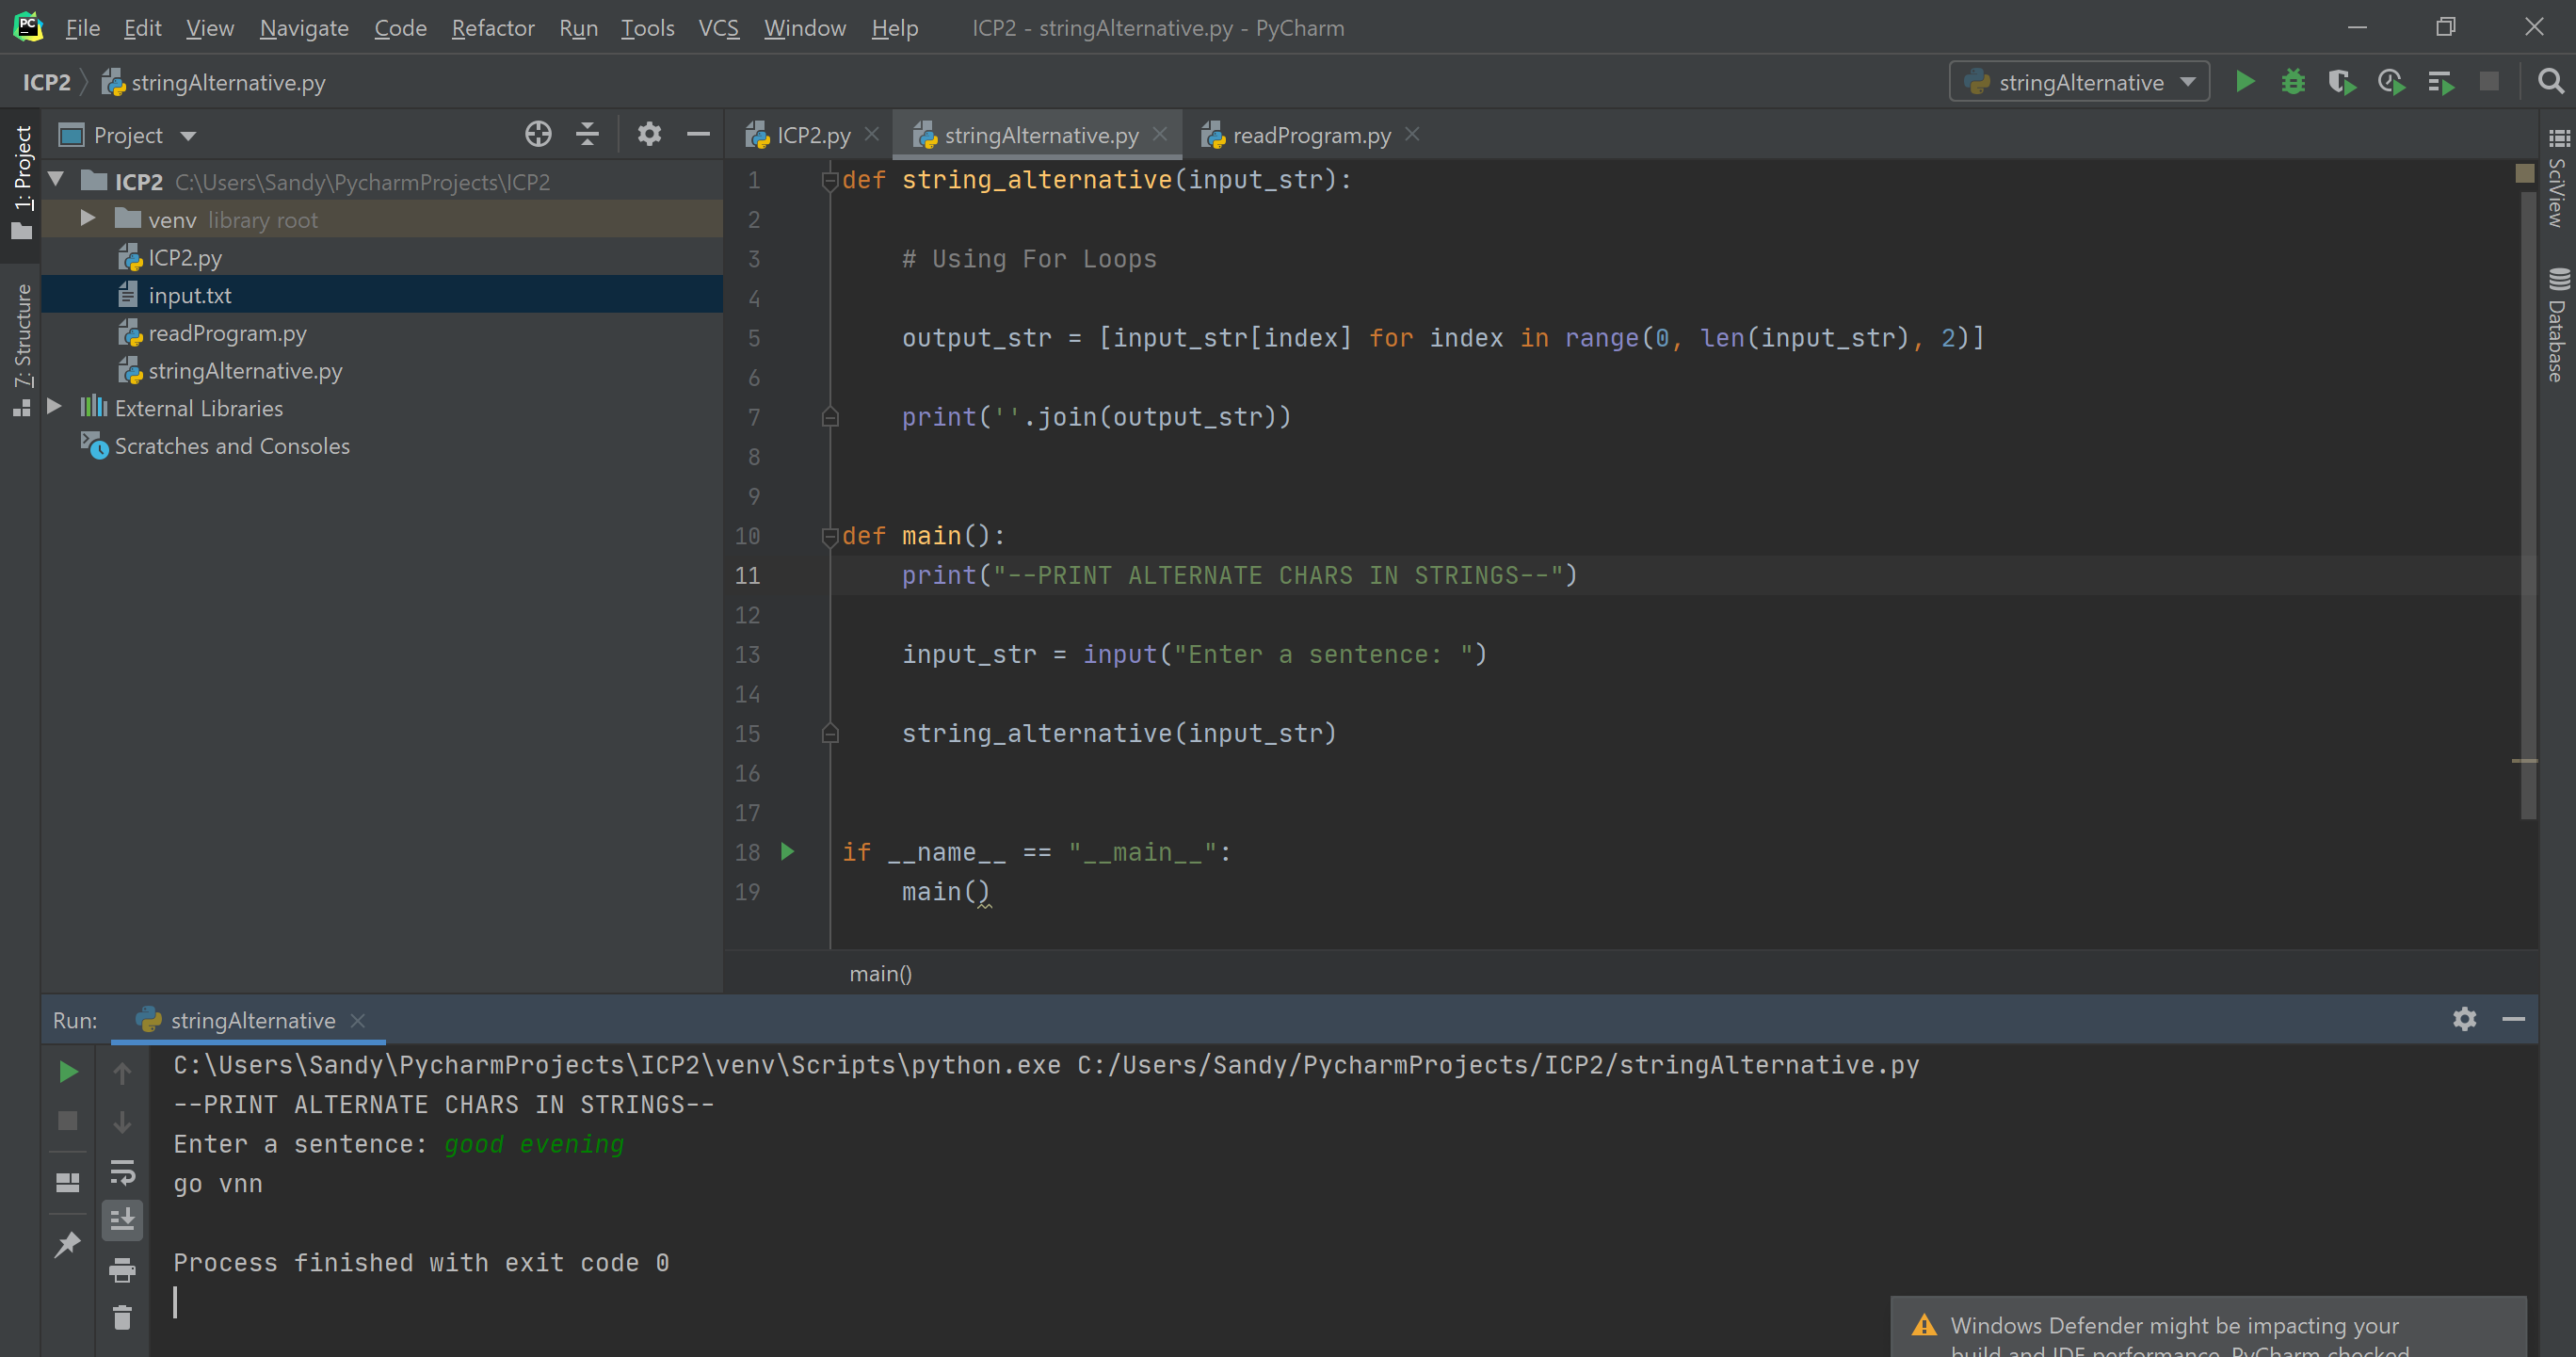 File Edit View Navigate Code Refactor Run Tools VCS Window Help ICP2 - stringAlternative.py - PyCharm
ICP2 stringAlternative.py
stringAlternative
1: Project
7: Structure
Project
ICP2 C:\Users\Sandy\PycharmProjects\ICP2
venv library root
ICP2.py
input.txt
readProgram.py
stringAlternative.py
External Libraries
Scratches and Consoles
ICP2.py stringAlternative.py readProgram.py
1 def string_alternative(input_str):
2
3 # Using For Loops
4
5 output_str = [input_str[index] for index in range(0, len(input_str), 2)]
6
7 print(''.join(output_str))
8
9
10 def main():
11 print("--PRINT ALTERNATE CHARS IN STRINGS--")
12
13 input_str = input("Enter a sentence: ")
14
15 string_alternative(input_str)
16
17
18 if __name__ == "__main__":
19 main()
main()
SciView
Database
Run: stringAlternative
C:\Users\Sandy\PycharmProjects\ICP2\venv\Scripts\python.exe C:/Users/Sandy/PycharmProjects/ICP2/stringAlternative.py
--PRINT ALTERNATE CHARS IN STRINGS--
Enter a sentence: good evening
go vnn
Process finished with exit code 0
Windows Defender might be impacting your
build and IDE performance. PyCharm checked